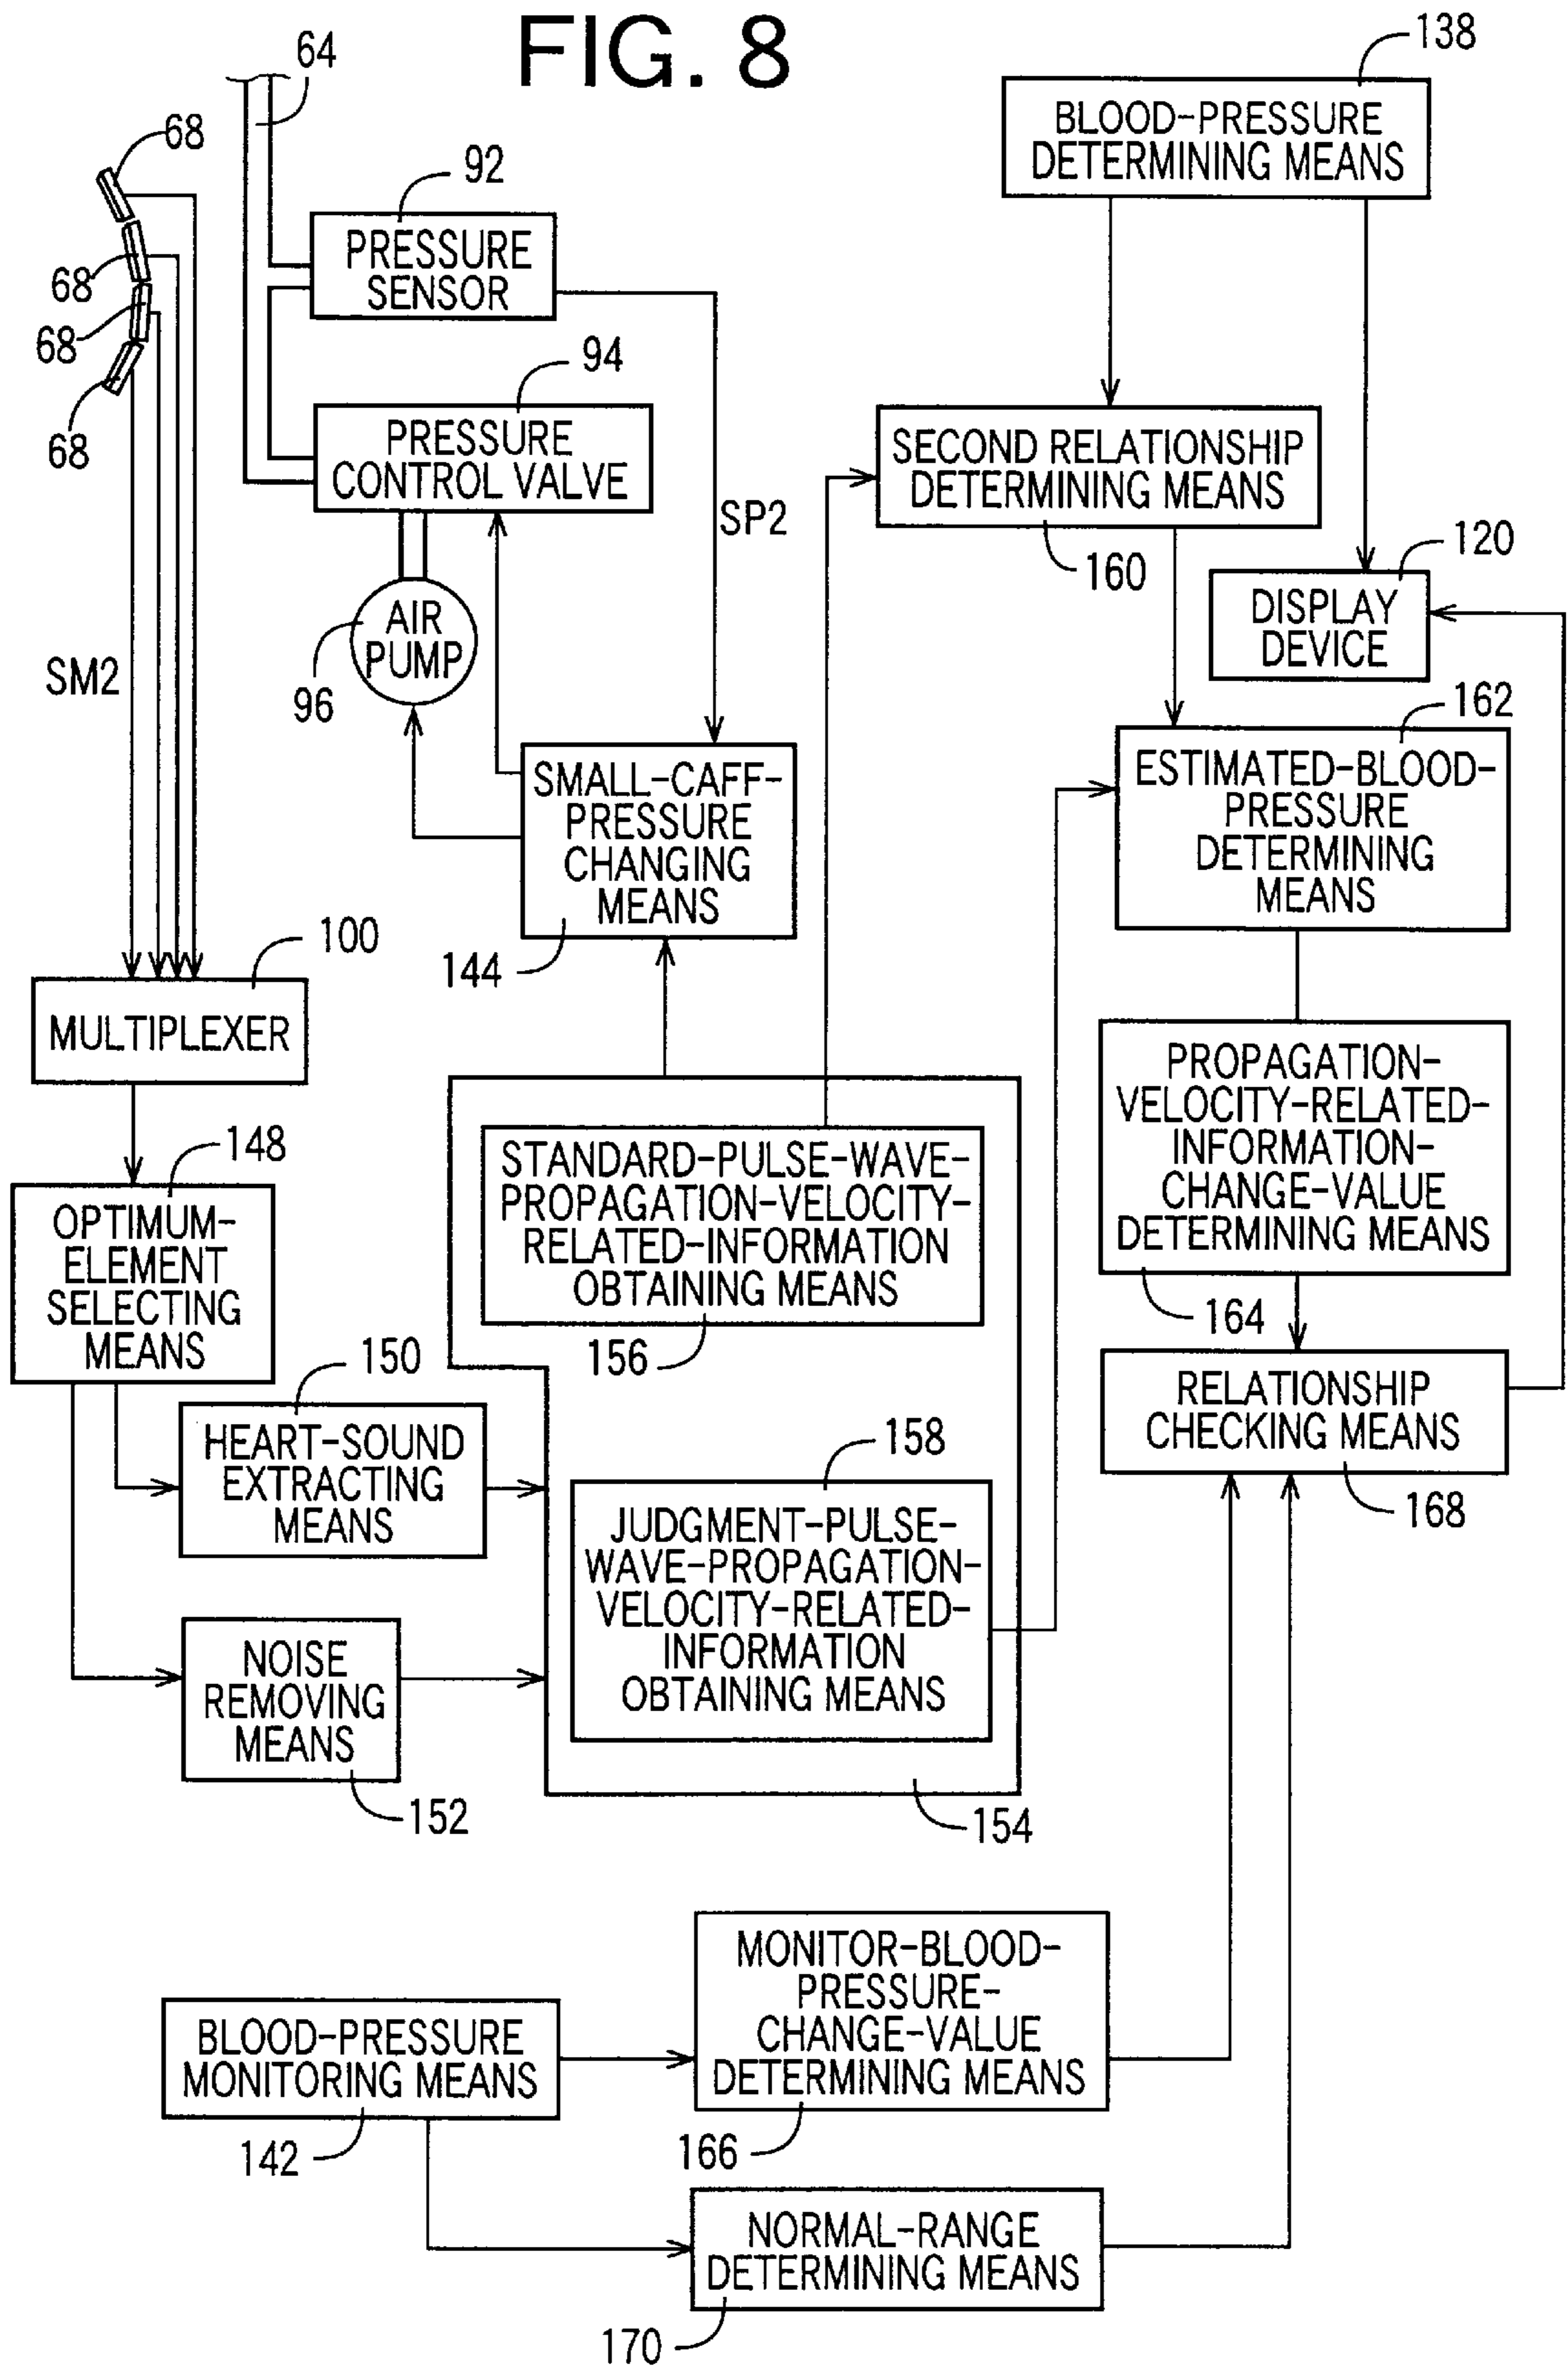 FIG. 8
64
138
BLOOD-PRESSURE
DETERMINING MEANS
68
68
68
68
92
PRESSURE
SENSOR
94
PRESSURE
CONTROL VALVE
SP2
SECOND RELATIONSHIP
DETERMINING MEANS
160
120
DISPLAY
DEVICE
AIR
PUMP
96
SM2
162
ESTIMATED-BLOOD-
PRESSURE
DETERMINING
MEANS
SMALL-CAFF-
PRESSURE
CHANGING
MEANS
144
100
MULTIPLEXER
PROPAGATION-
VELOCITY-RELATED-
INFORMATION-
CHANGE-VALUE
DETERMINING MEANS
164
148
OPTIMUM-
ELEMENT
SELECTING
MEANS
STANDARD-PULSE-WAVE-
PROPAGATION-VELOCITY-
RELATED-INFORMATION
OBTAINING MEANS
156
150
HEART-SOUND
EXTRACTING
MEANS
RELATIONSHIP
CHECKING MEANS
168
158
JUDGMENT-PULSE-
WAVE-PROPAGATION-
VELOCITY-RELATED-
INFORMATION
OBTAINING MEANS
NOISE
REMOVING
MEANS
152
154
MONITOR-BLOOD-
PRESSURE-
CHANGE-VALUE
DETERMINING MEANS
166
BLOOD-PRESSURE
MONITORING MEANS
142
NORMAL-RANGE
DETERMINING MEANS
170